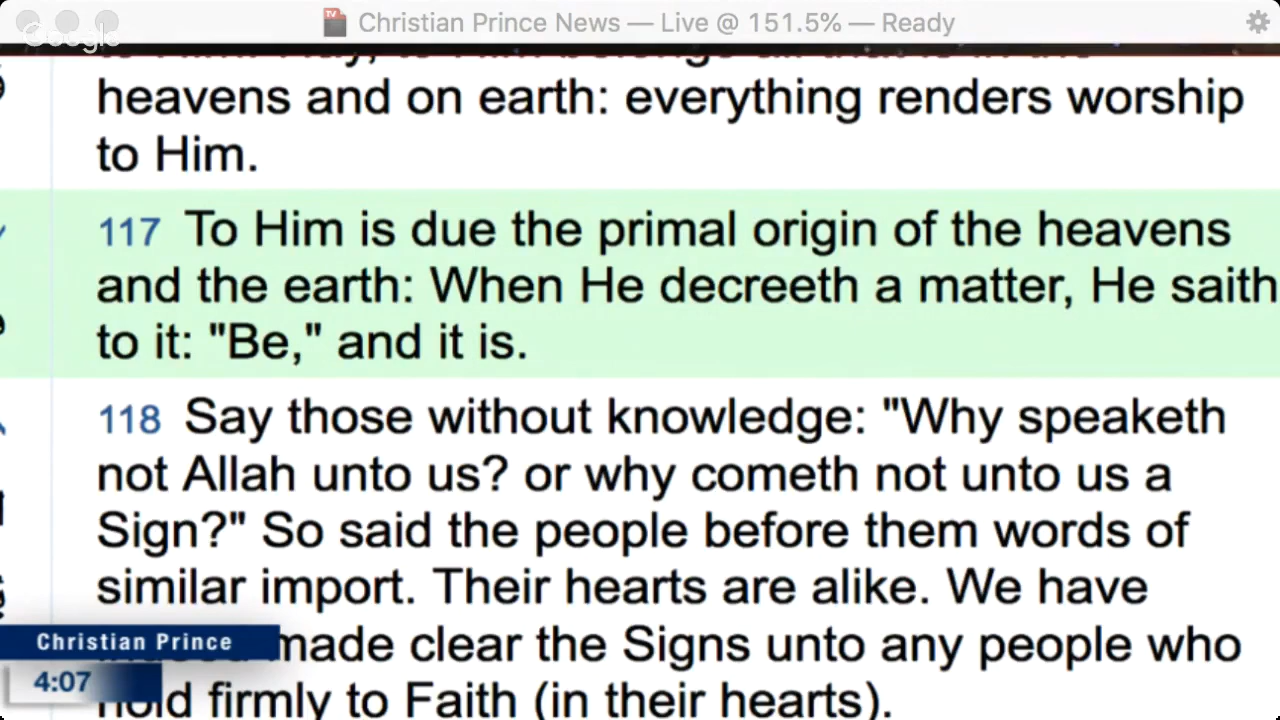 Christian Prince News — Live @ 151.5% — Ready
Google
heavens and on earth: everything renders worship
to Him.
117 To Him is due the primal origin of the heavens
and the earth: When He decreeth a matter, He saith
to it: "Be," and it is.
118 Say those without knowledge: "Why speaketh
not Allah unto us? or why cometh not unto us a
Sign?" So said the people before them words of
similar import. Their hearts are alike. We have
made clear the Signs unto any people who
hold firmly to Faith (in their hearts).
Christian Prince
4:07